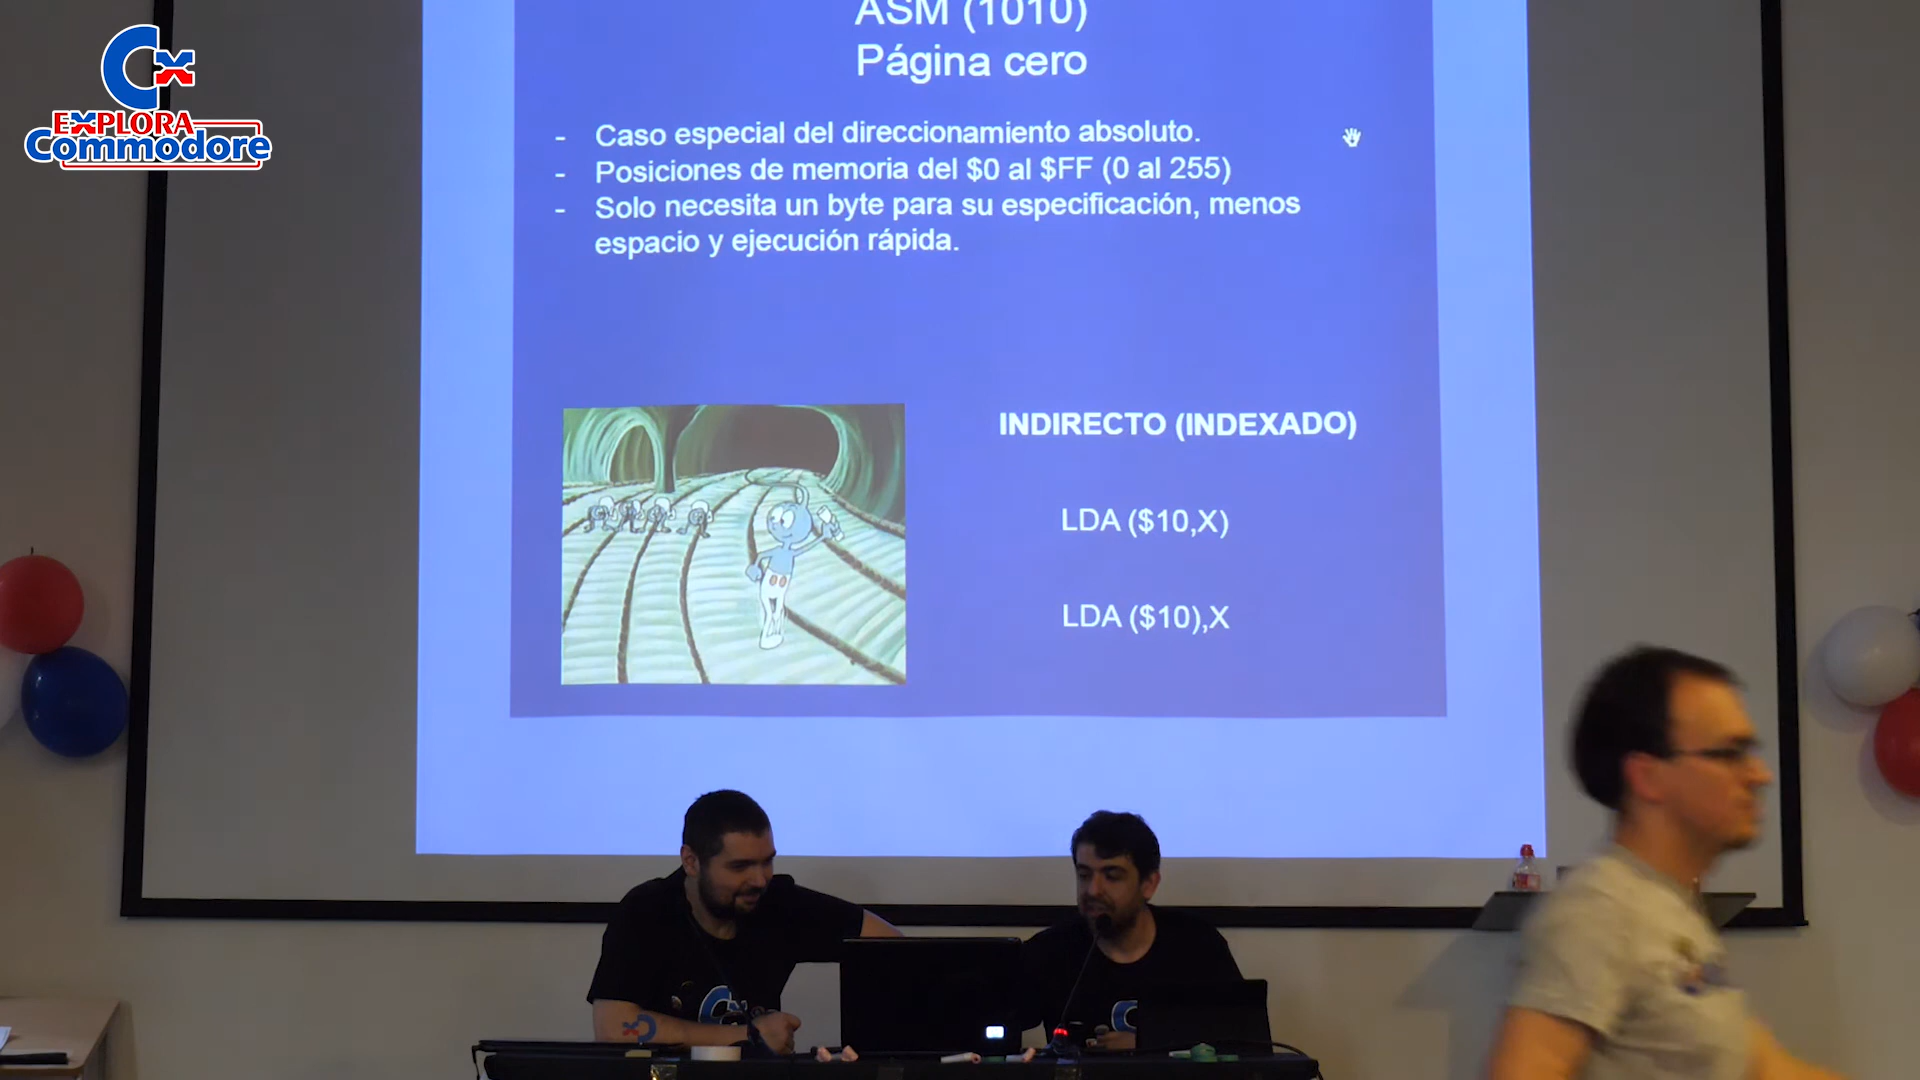 EXPLORA
Commodore
ASM (1010)
Página cero
- Caso especial del direccionamiento absoluto.
- Posiciones de memoria del $0 al $FF (0 al 255)
- Solo necesita un byte para su especificación, menos
espacio y ejecución rápida.
INDIRECTO (INDEXADO)
LDA ($10,X)
LDA ($10),X